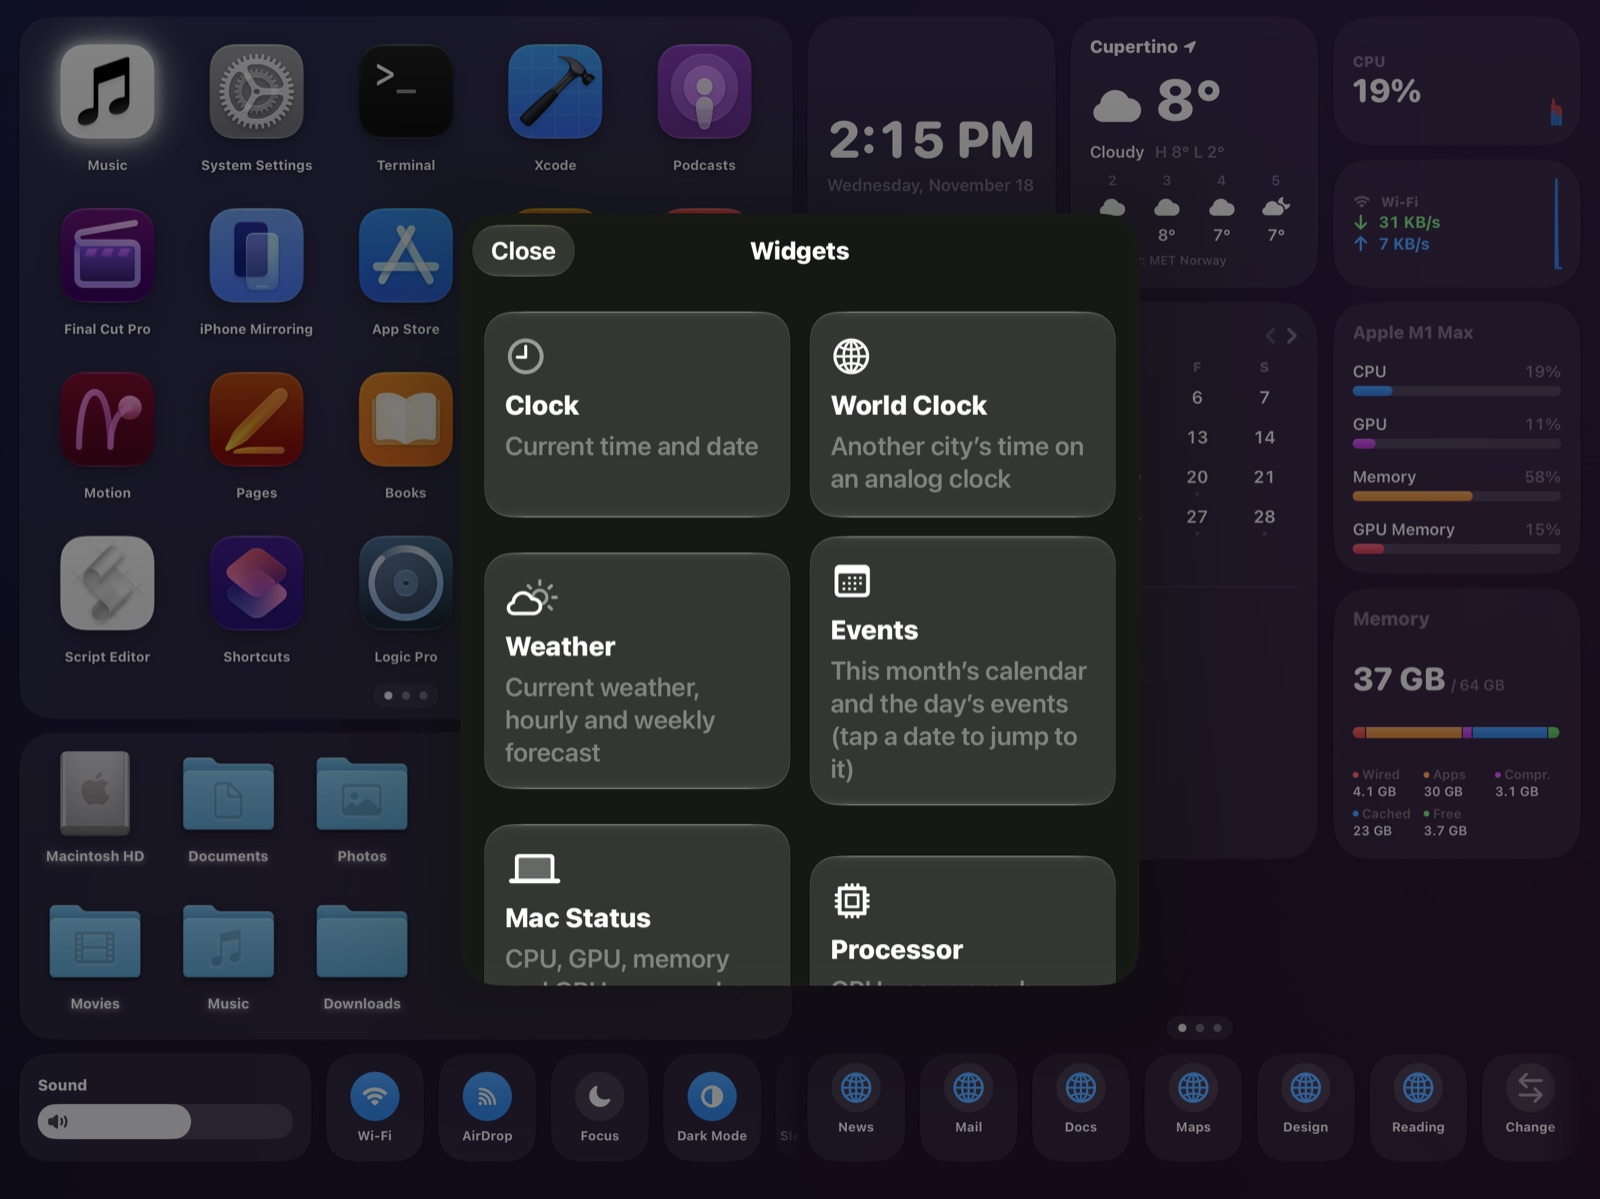 Music
System Settings
Terminal
Xcode
Podcasts
Final Cut Pro
iPhone Mirroring
App Store
Motion
Pages
Books
Script Editor
Shortcuts
Logic Pro
Macintosh HD
Documents
Photos
Movies
Music
Downloads
2:15 PM
Wednesday, November 18
Cupertino
8°
Cloudy H 8° L 2°
2 3 4 5
8° 7° 7°
: MET Norway
CPU
19%
Wi-Fi
31 KB/s
7 KB/s
F S
6 7
13 14
20 21
27 28
Apple M1 Max
CPU 19%
GPU 11%
Memory 58%
GPU Memory 15%
Memory
37 GB / 64 GB
Wired Apps Compr.
4.1 GB 30 GB 3.1 GB
Cached Free
23 GB 3.7 GB
Close
Widgets
Clock
Current time and date
World Clock
Another city's time on
an analog clock
Weather
Current weather,
hourly and weekly
forecast
Events
This month's calendar
and the day's events
(tap a date to jump to
it)
Mac Status
CPU, GPU, memory
Processor
Sound
Wi-Fi
AirDrop
Focus
Dark Mode
News
Mail
Docs
Maps
Design
Reading
Change